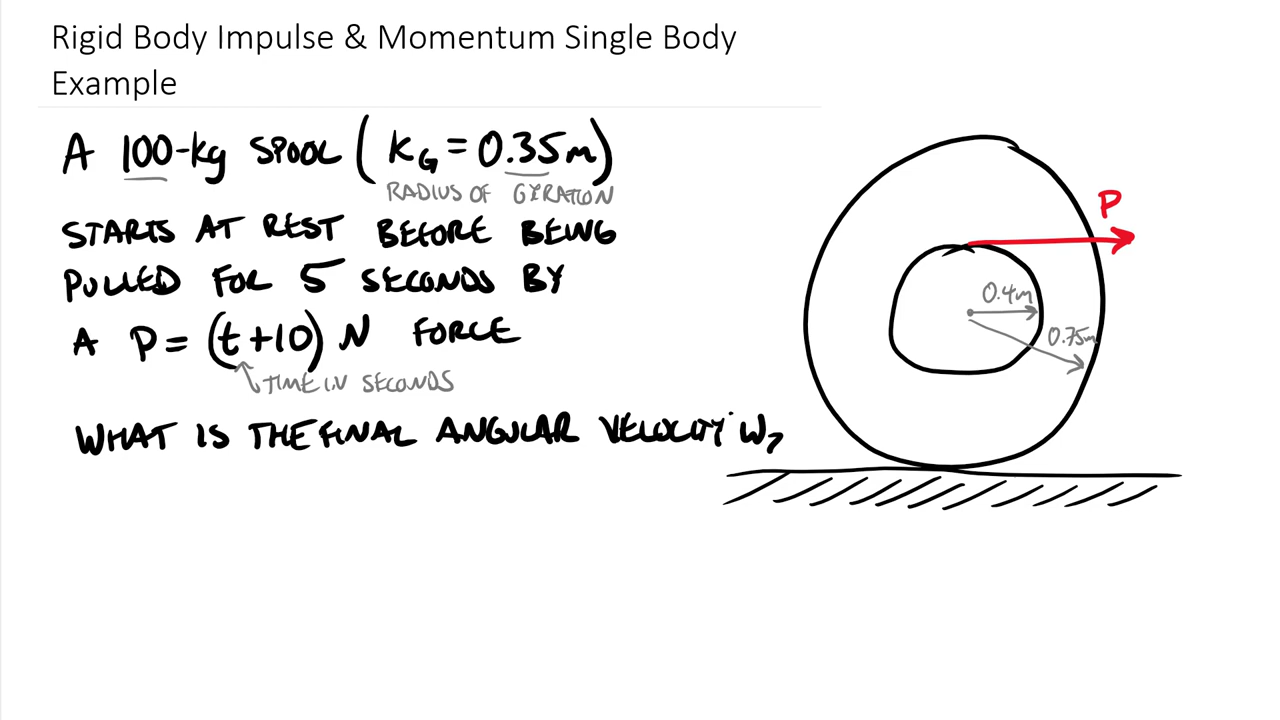 Rigid Body Impulse & Momentum Single Body
Example
A 100-kg SPOOL (kG = 0.35m)
RADIUS OF GYRATION
STARTS AT REST BEFORE BEING
PULLED FOR 5 SECONDS BY
A P = (t+10) N FORCE
TIME IN SECONDS
WHAT IS THE FINAL ANGULAR VELOCITY ω,
P
0.4m
0.75m